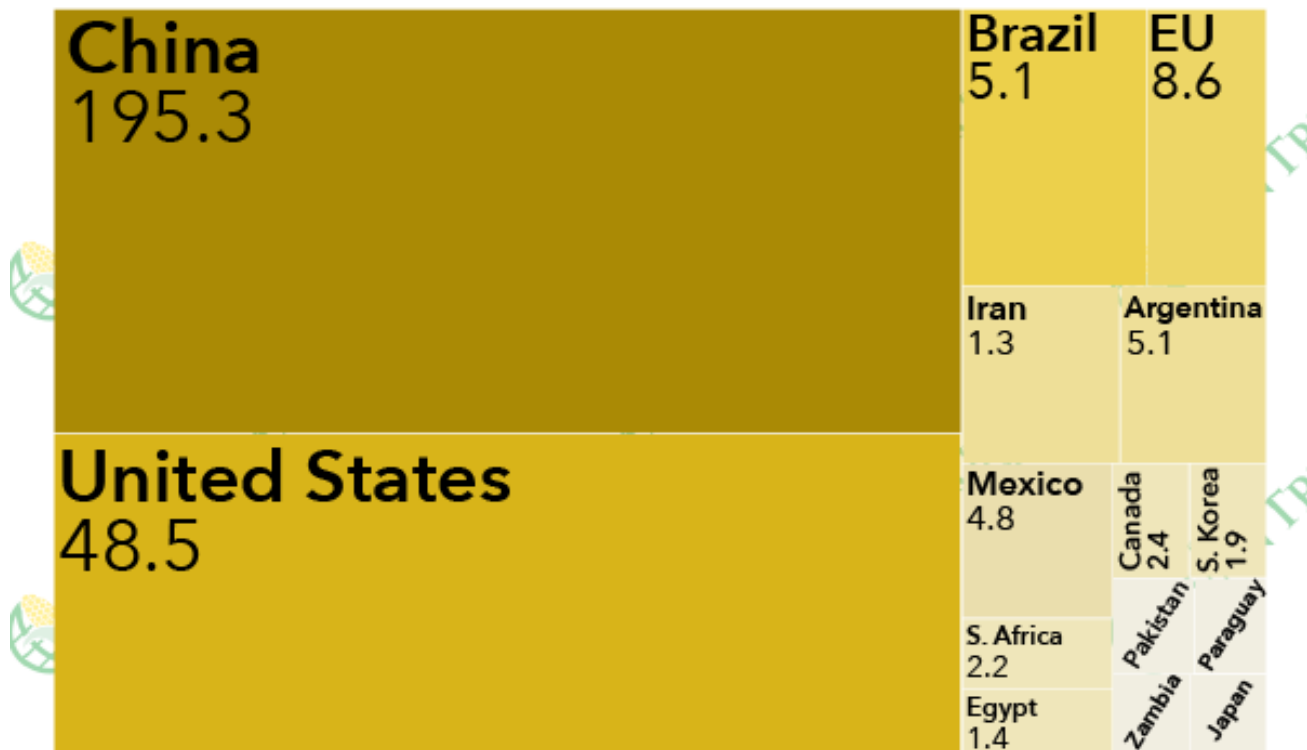 China
195.3
Brazil
5.1
EU
8.6
Iran
1.3
Argentina
5.1
United States
48.5
Mexico
4.8
Canada
2.4
S. Korea
1.9
S. Africa
2.2
Egypt
1.4
Pakistan
Paraguay
Zambia
Japan